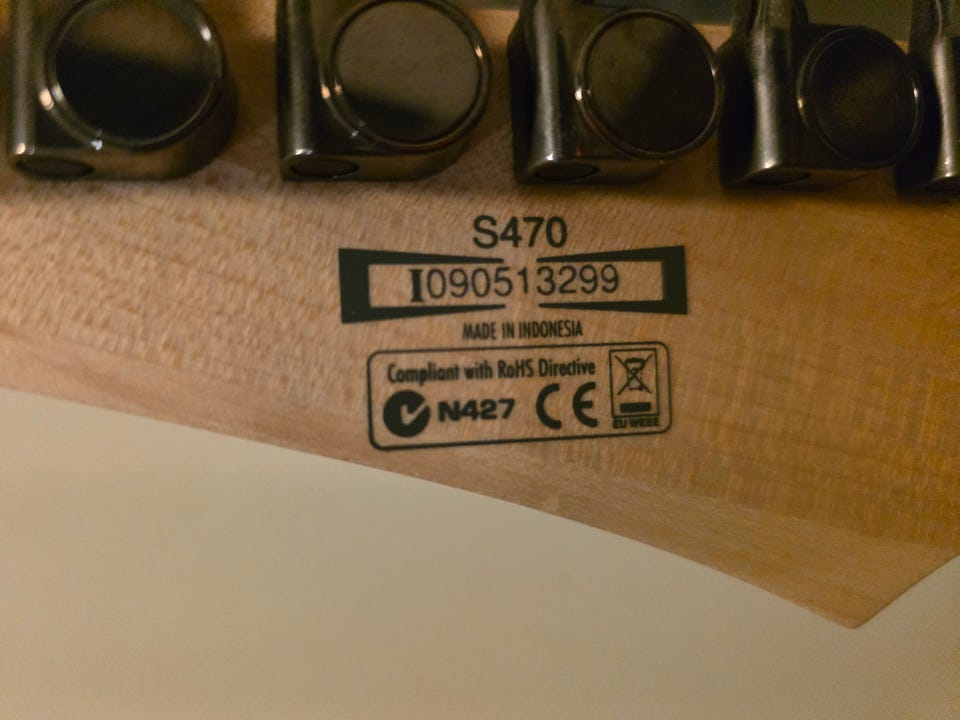 S470
I090513299
MADE IN INDONESIA
Compliant with RoHS Directive
N427 CE
EU WEEE